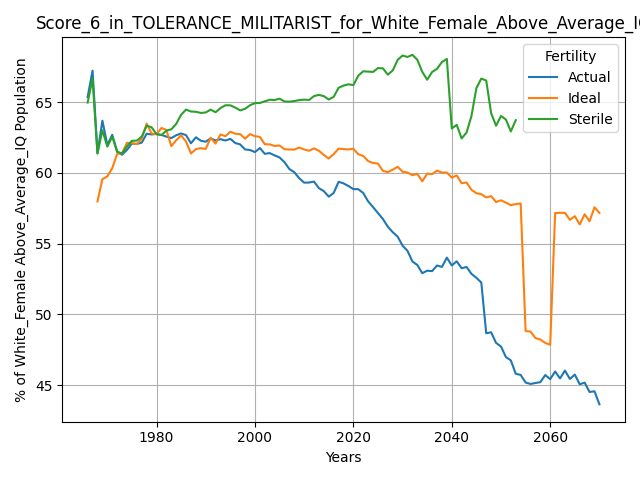 Score_6_in_TOLERANCE_MILITARIST_for_White_Female_Above_Average_IQ
Fertility
Actual
Ideal
Sterile
% of White_Female Above_Average_IQ Population
65
60
55
50
45
1980
2000
2020
2040
2060
Years